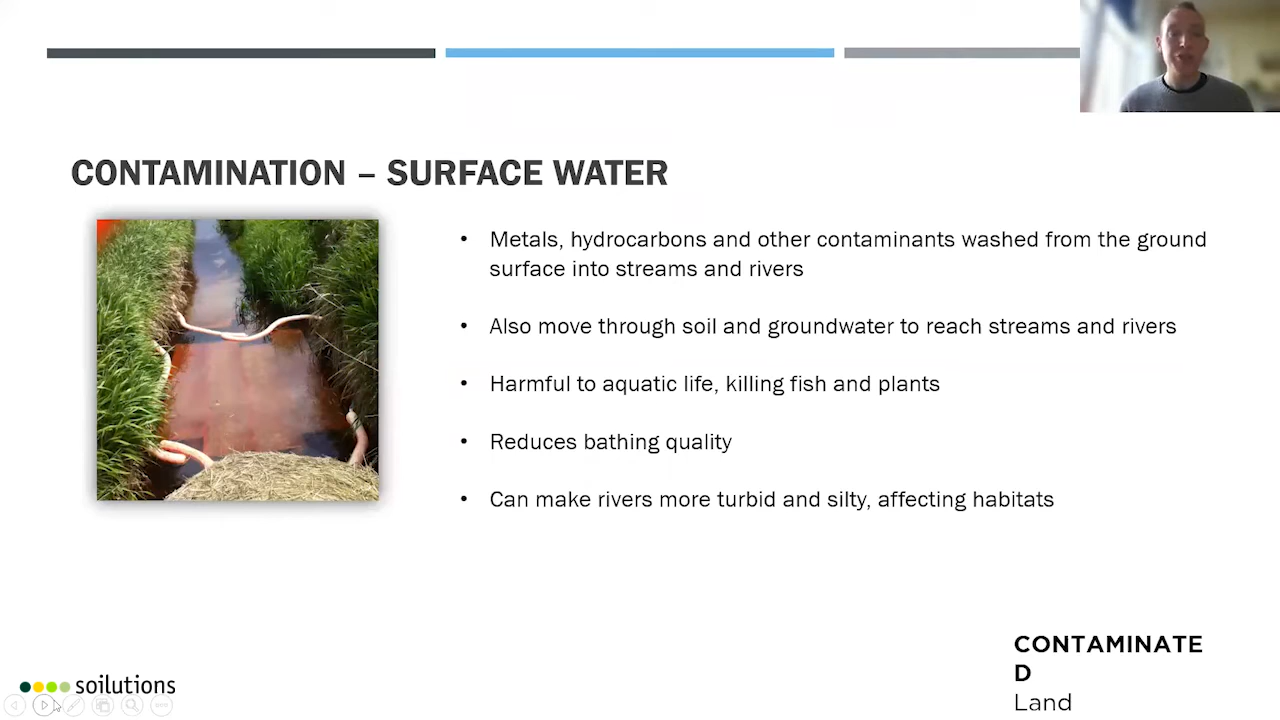 CONTAMINATION – SURFACE WATER
• Metals, hydrocarbons and other contaminants washed from the ground
surface into streams and rivers
• Also move through soil and groundwater to reach streams and rivers
• Harmful to aquatic life, killing fish and plants
• Reduces bathing quality
• Can make rivers more turbid and silty, affecting habitats
CONTAMINATE
D
Land
soilutions